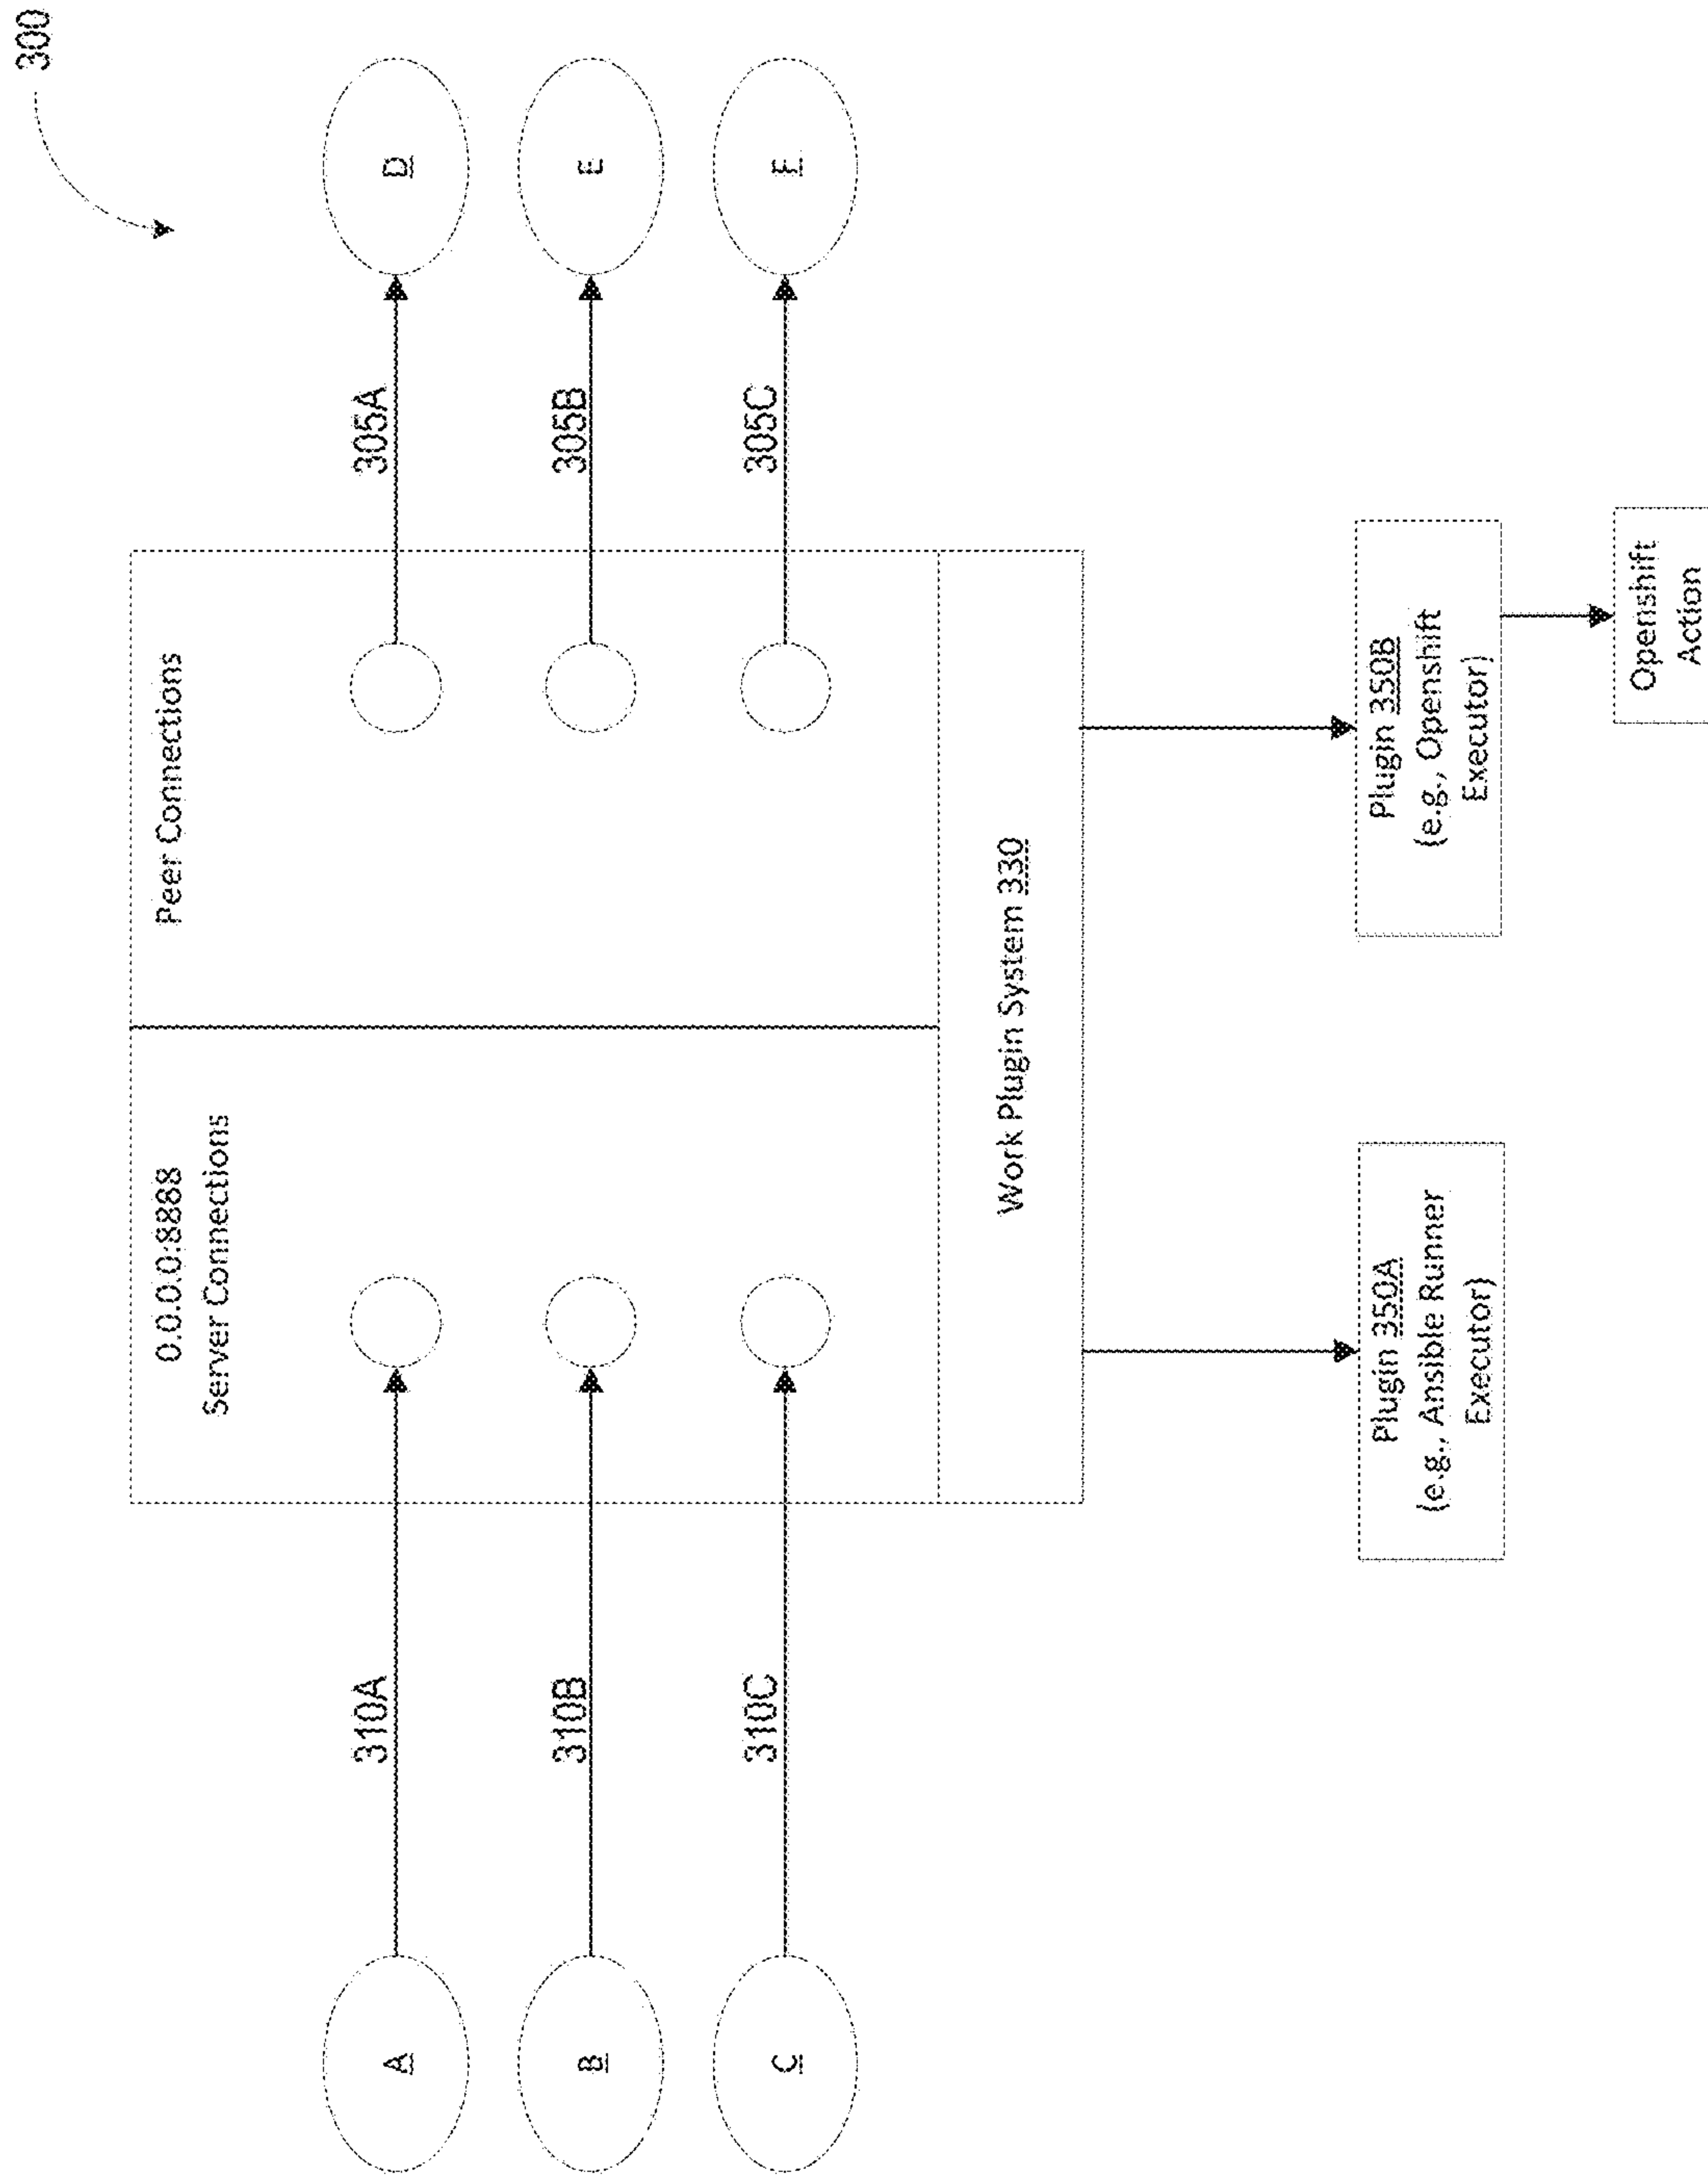 300
0.0.0.0:8888
Server Connections
Peer Connections
A
310A
305A
D
B
310B
305B
E
C
310C
305C
F
Work Plugin System 330
Plugin 350A
(e.g., Ansible Runner
Executor)
Plugin 350B
(e.g., Openshift
Executor)
Openshift
Action